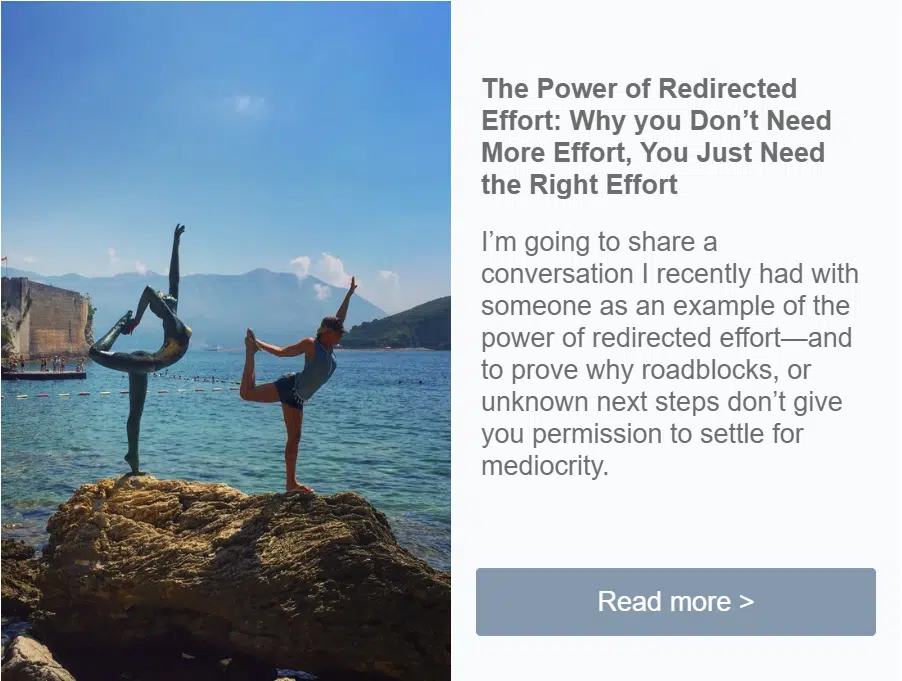 The Power of Redirected
Effort: Why you Don’t Need
More Effort, You Just Need
the Right Effort
I’m going to share a
conversation I recently had with
someone as an example of the
power of redirected effort—and
to prove why roadblocks, or
unknown next steps don’t give
you permission to settle for
mediocrity.
Read more >